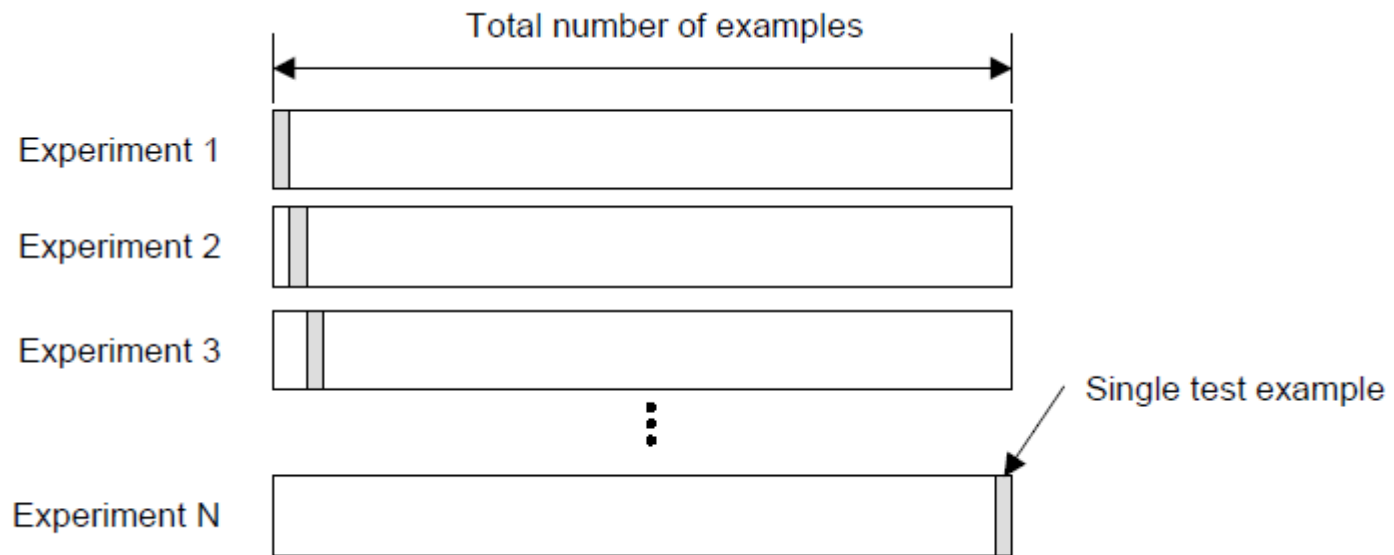 Total number of examples
Experiment 1
Experiment 2
Experiment 3
Single test example
Experiment N